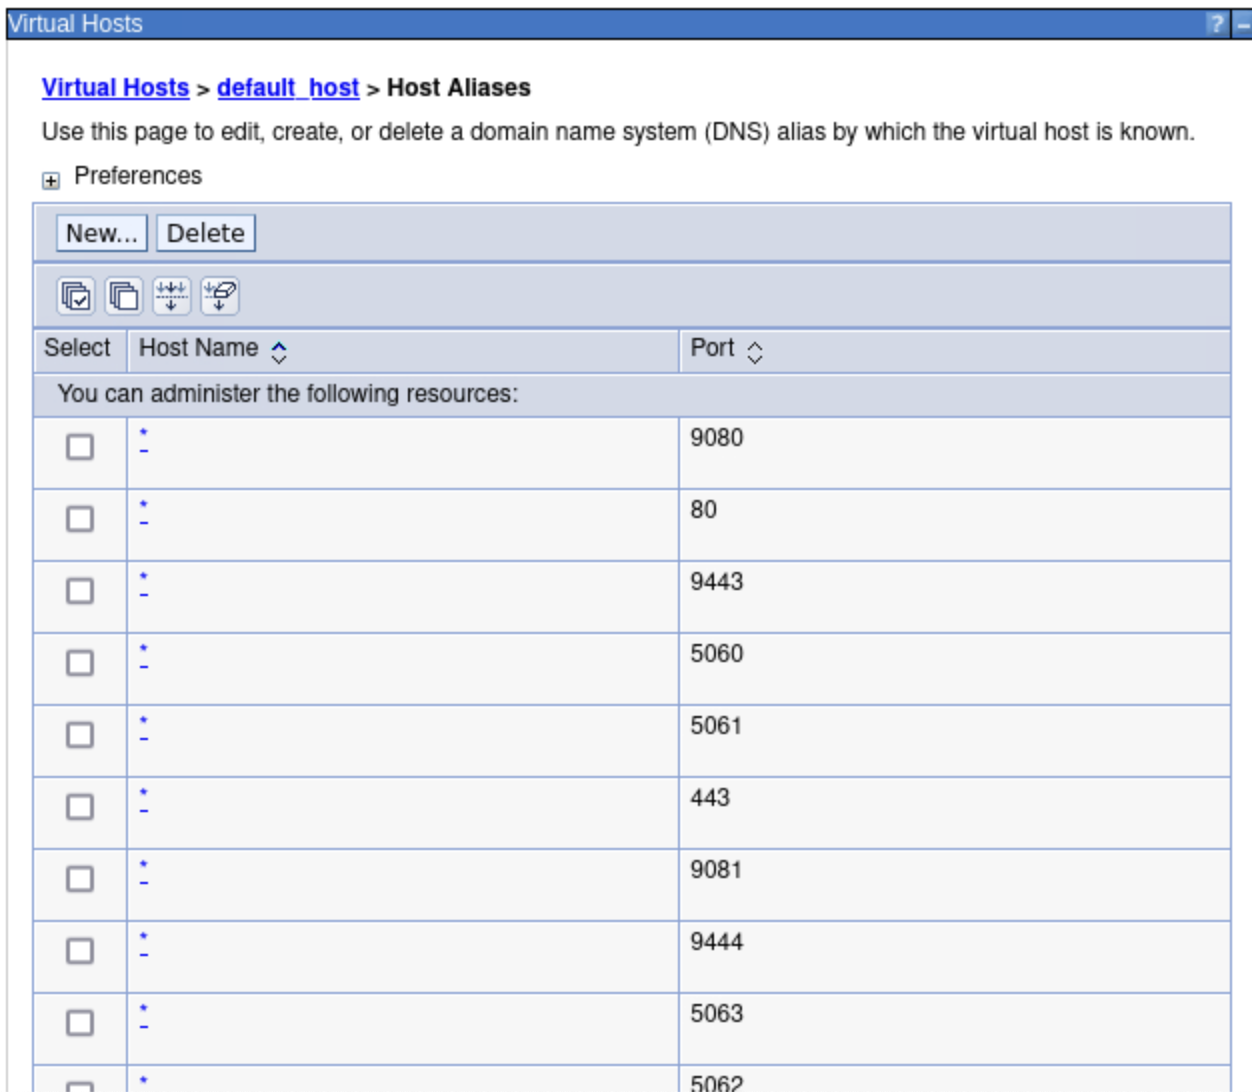 Virtual Hosts ? –
Virtual Hosts > default_host > Host Aliases
Use this page to edit, create, or delete a domain name system (DNS) alias by which the virtual host is known.
+ Preferences
New... Delete
Select Host Name Port
You can administer the following resources:
* 9080
* 80
* 9443
* 5060
* 5061
* 443
* 9081
* 9444
* 5063
* 5062